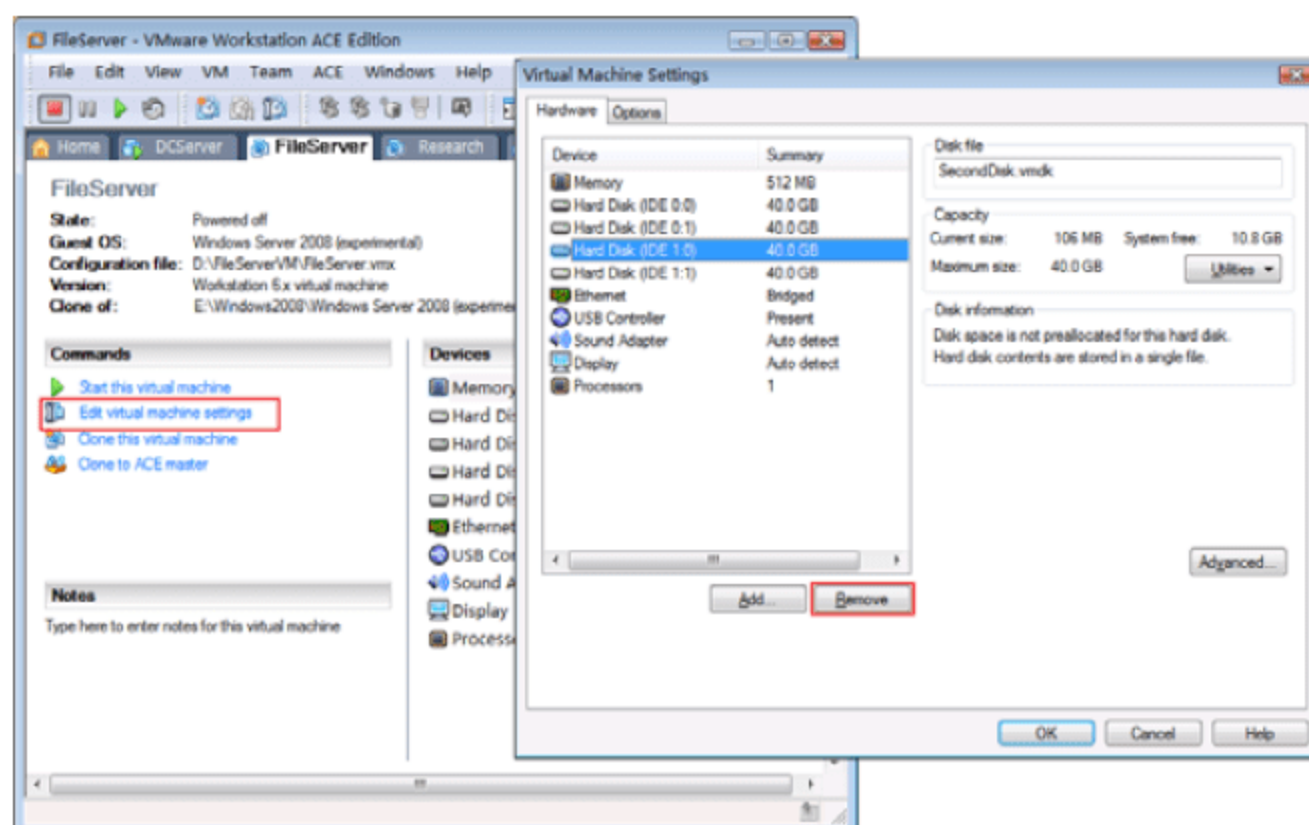 FileServer - VMware Workstation ACE Edition
File Edit View VM Team ACE Windows Help
Home DCServer FileServer Research
FileServer
State: Powered off
Guest OS: Windows Server 2008 (experimental)
Configuration file: D:\FileServerVM\FileServer.vmx
Version: Workstation 6.x virtual machine
Clone of: E:\Windows2008\Windows Server 2008 (experime
Commands
Start this virtual machine
Edit virtual machine settings
Clone this virtual machine
Clone to ACE master
Notes
Type here to enter notes for this virtual machine
Devices
Memory
Hard Dis
Hard Dis
Hard Dis
Hard Dis
Ethernet
USB Con
Sound A
Display
Process
Virtual Machine Settings
Hardware Options
Device Summary
Memory 512 MB
Hard Disk (IDE 0:0) 40.0 GB
Hard Disk (IDE 0:1) 40.0 GB
Hard Disk (IDE 1:0) 40.0 GB
Hard Disk (IDE 1:1) 40.0 GB
Ethernet Bridged
USB Controller Present
Sound Adapter Auto detect
Display Auto detect
Processors 1
Add... Remove
Disk file
SecondDisk.vmdk
Capacity
Current size: 106 MB System free: 10.8 GB
Maximum size: 40.0 GB Utilities
Disk information
Disk space is not preallocated for this hard disk.
Hard disk contents are stored in a single file.
Advanced...
OK Cancel Help